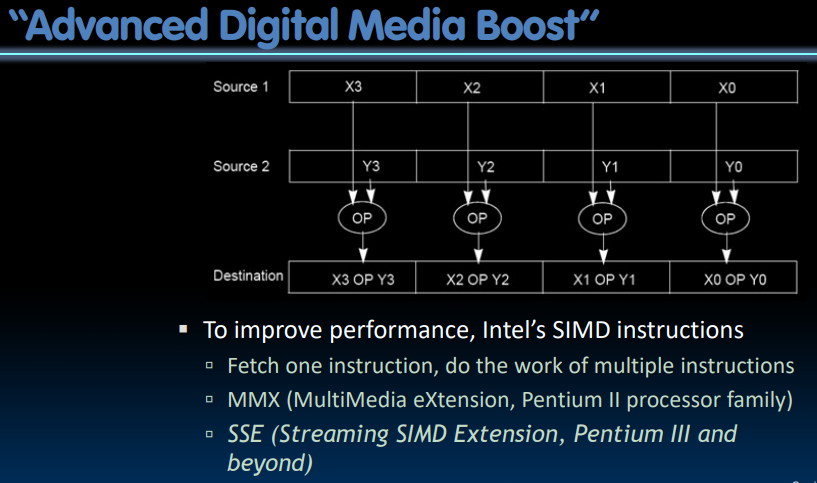 “Advanced Digital Media Boost”
Source 1 X3 X2 X1 X0
Source 2 Y3 Y2 Y1 Y0
OP OP OP OP
Destination X3 OP Y3 X2 OP Y2 X1 OP Y1 X0 OP Y0
▪ To improve performance, Intel’s SIMD instructions
▫ Fetch one instruction, do the work of multiple instructions
▫ MMX (MultiMedia eXtension, Pentium II processor family)
▫ SSE (Streaming SIMD Extension, Pentium III and
beyond)